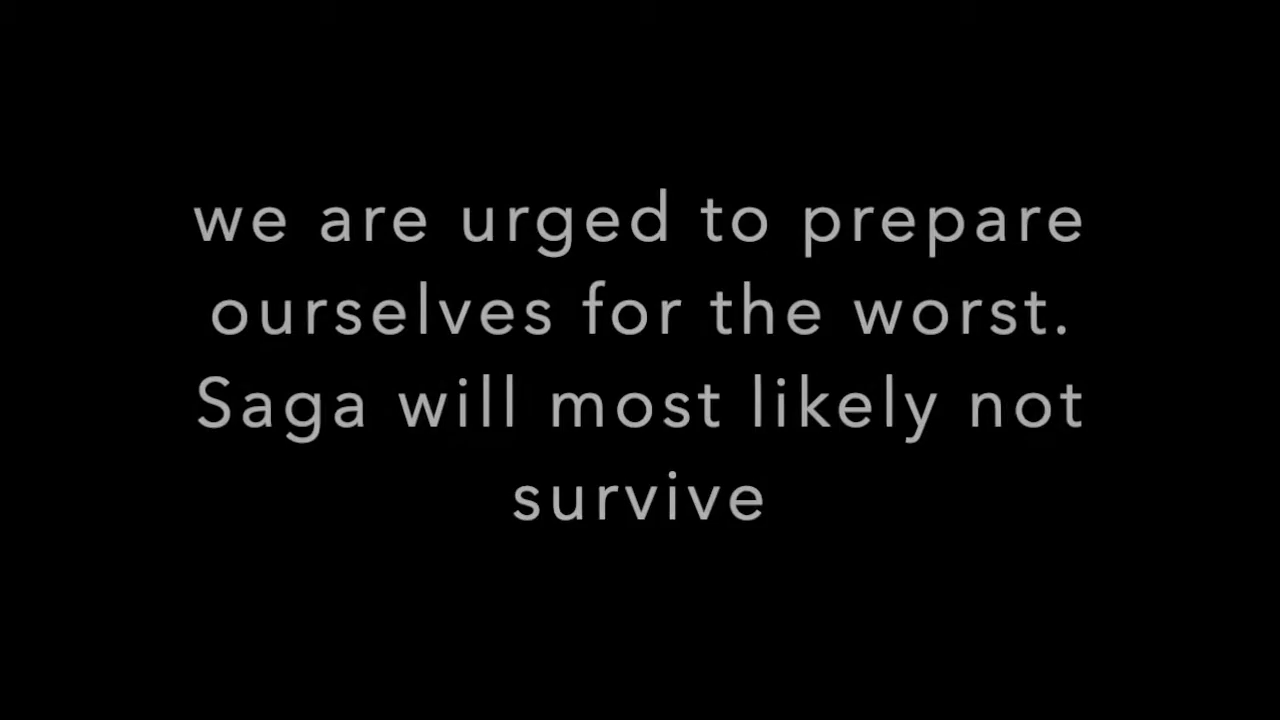 we are urged to prepare
ourselves for the worst.
Saga will most likely not
survive